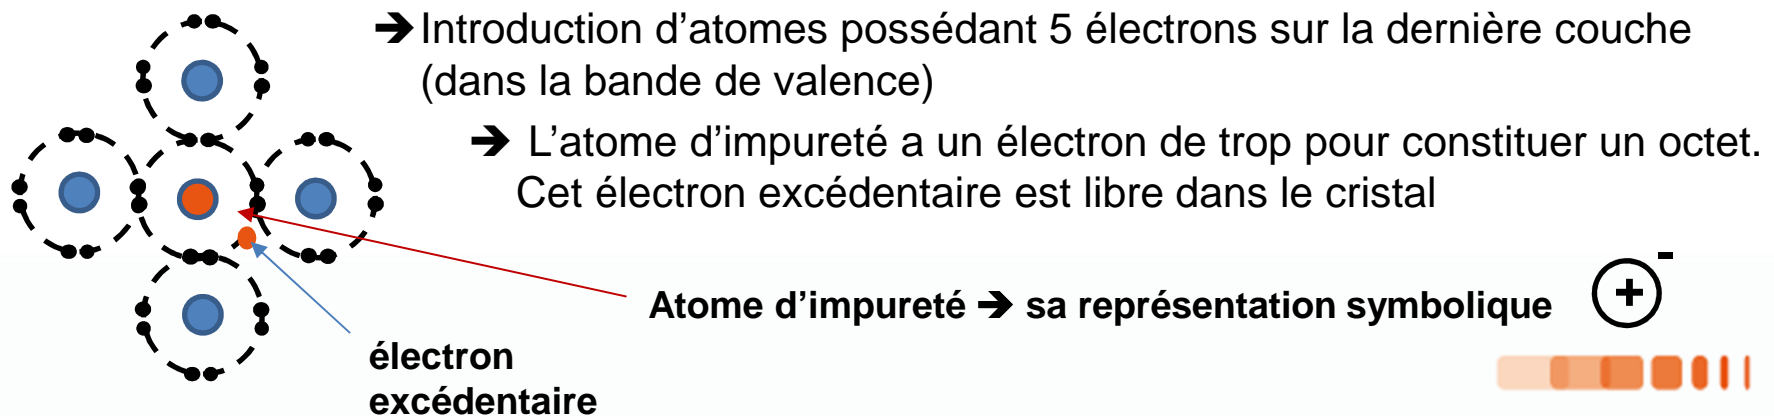 ➔ Introduction d’atomes possédant 5 électrons sur la dernière couche
(dans la bande de valence)
➔ L’atome d’impureté a un électron de trop pour constituer un octet.
Cet électron excédentaire est libre dans le cristal
Atome d’impureté ➔ sa représentation symbolique
+ -
électron
excédentaire